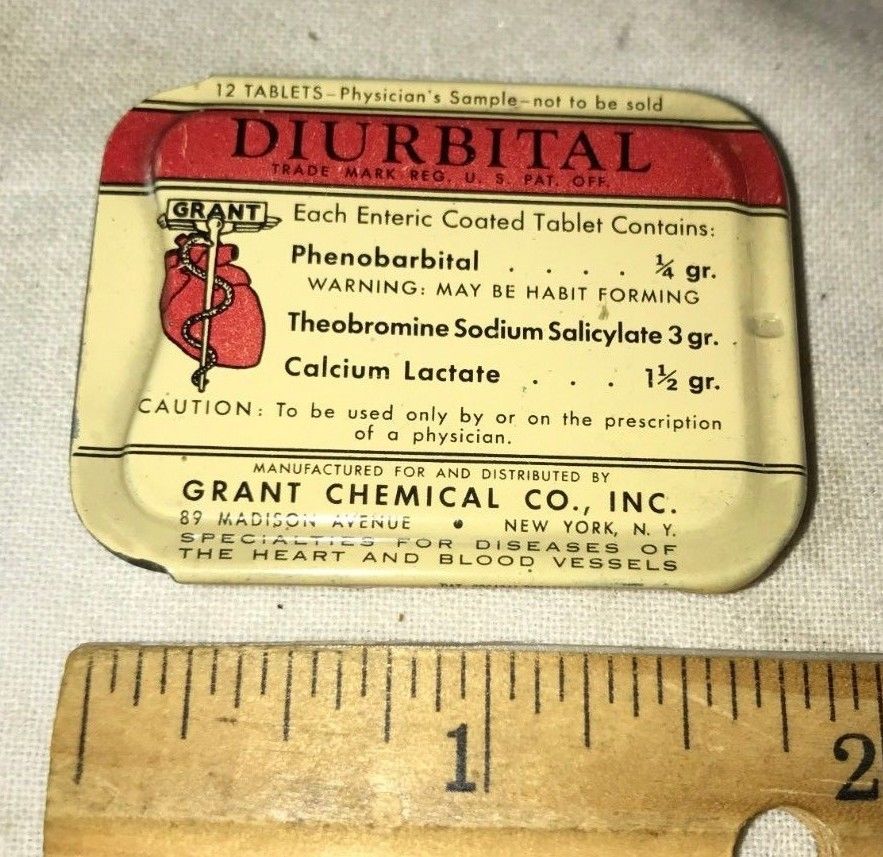 12 TABLETS–Physician's Sample–not to be sold
DIURBITAL
TRADE MARK REG. U. S. PAT. OFF.
GRANT
Each Enteric Coated Tablet Contains:
Phenobarbital . . . . ¼ gr.
WARNING: MAY BE HABIT FORMING
Theobromine Sodium Salicylate 3 gr.
Calcium Lactate . . . 1½ gr.
CAUTION: To be used only by or on the prescription
of a physician.
MANUFACTURED FOR AND DISTRIBUTED BY
GRANT CHEMICAL CO., INC.
89 MADISON AVENUE • NEW YORK, N. Y.
SPECIALTIES FOR DISEASES OF
THE HEART AND BLOOD VESSELS
1 2